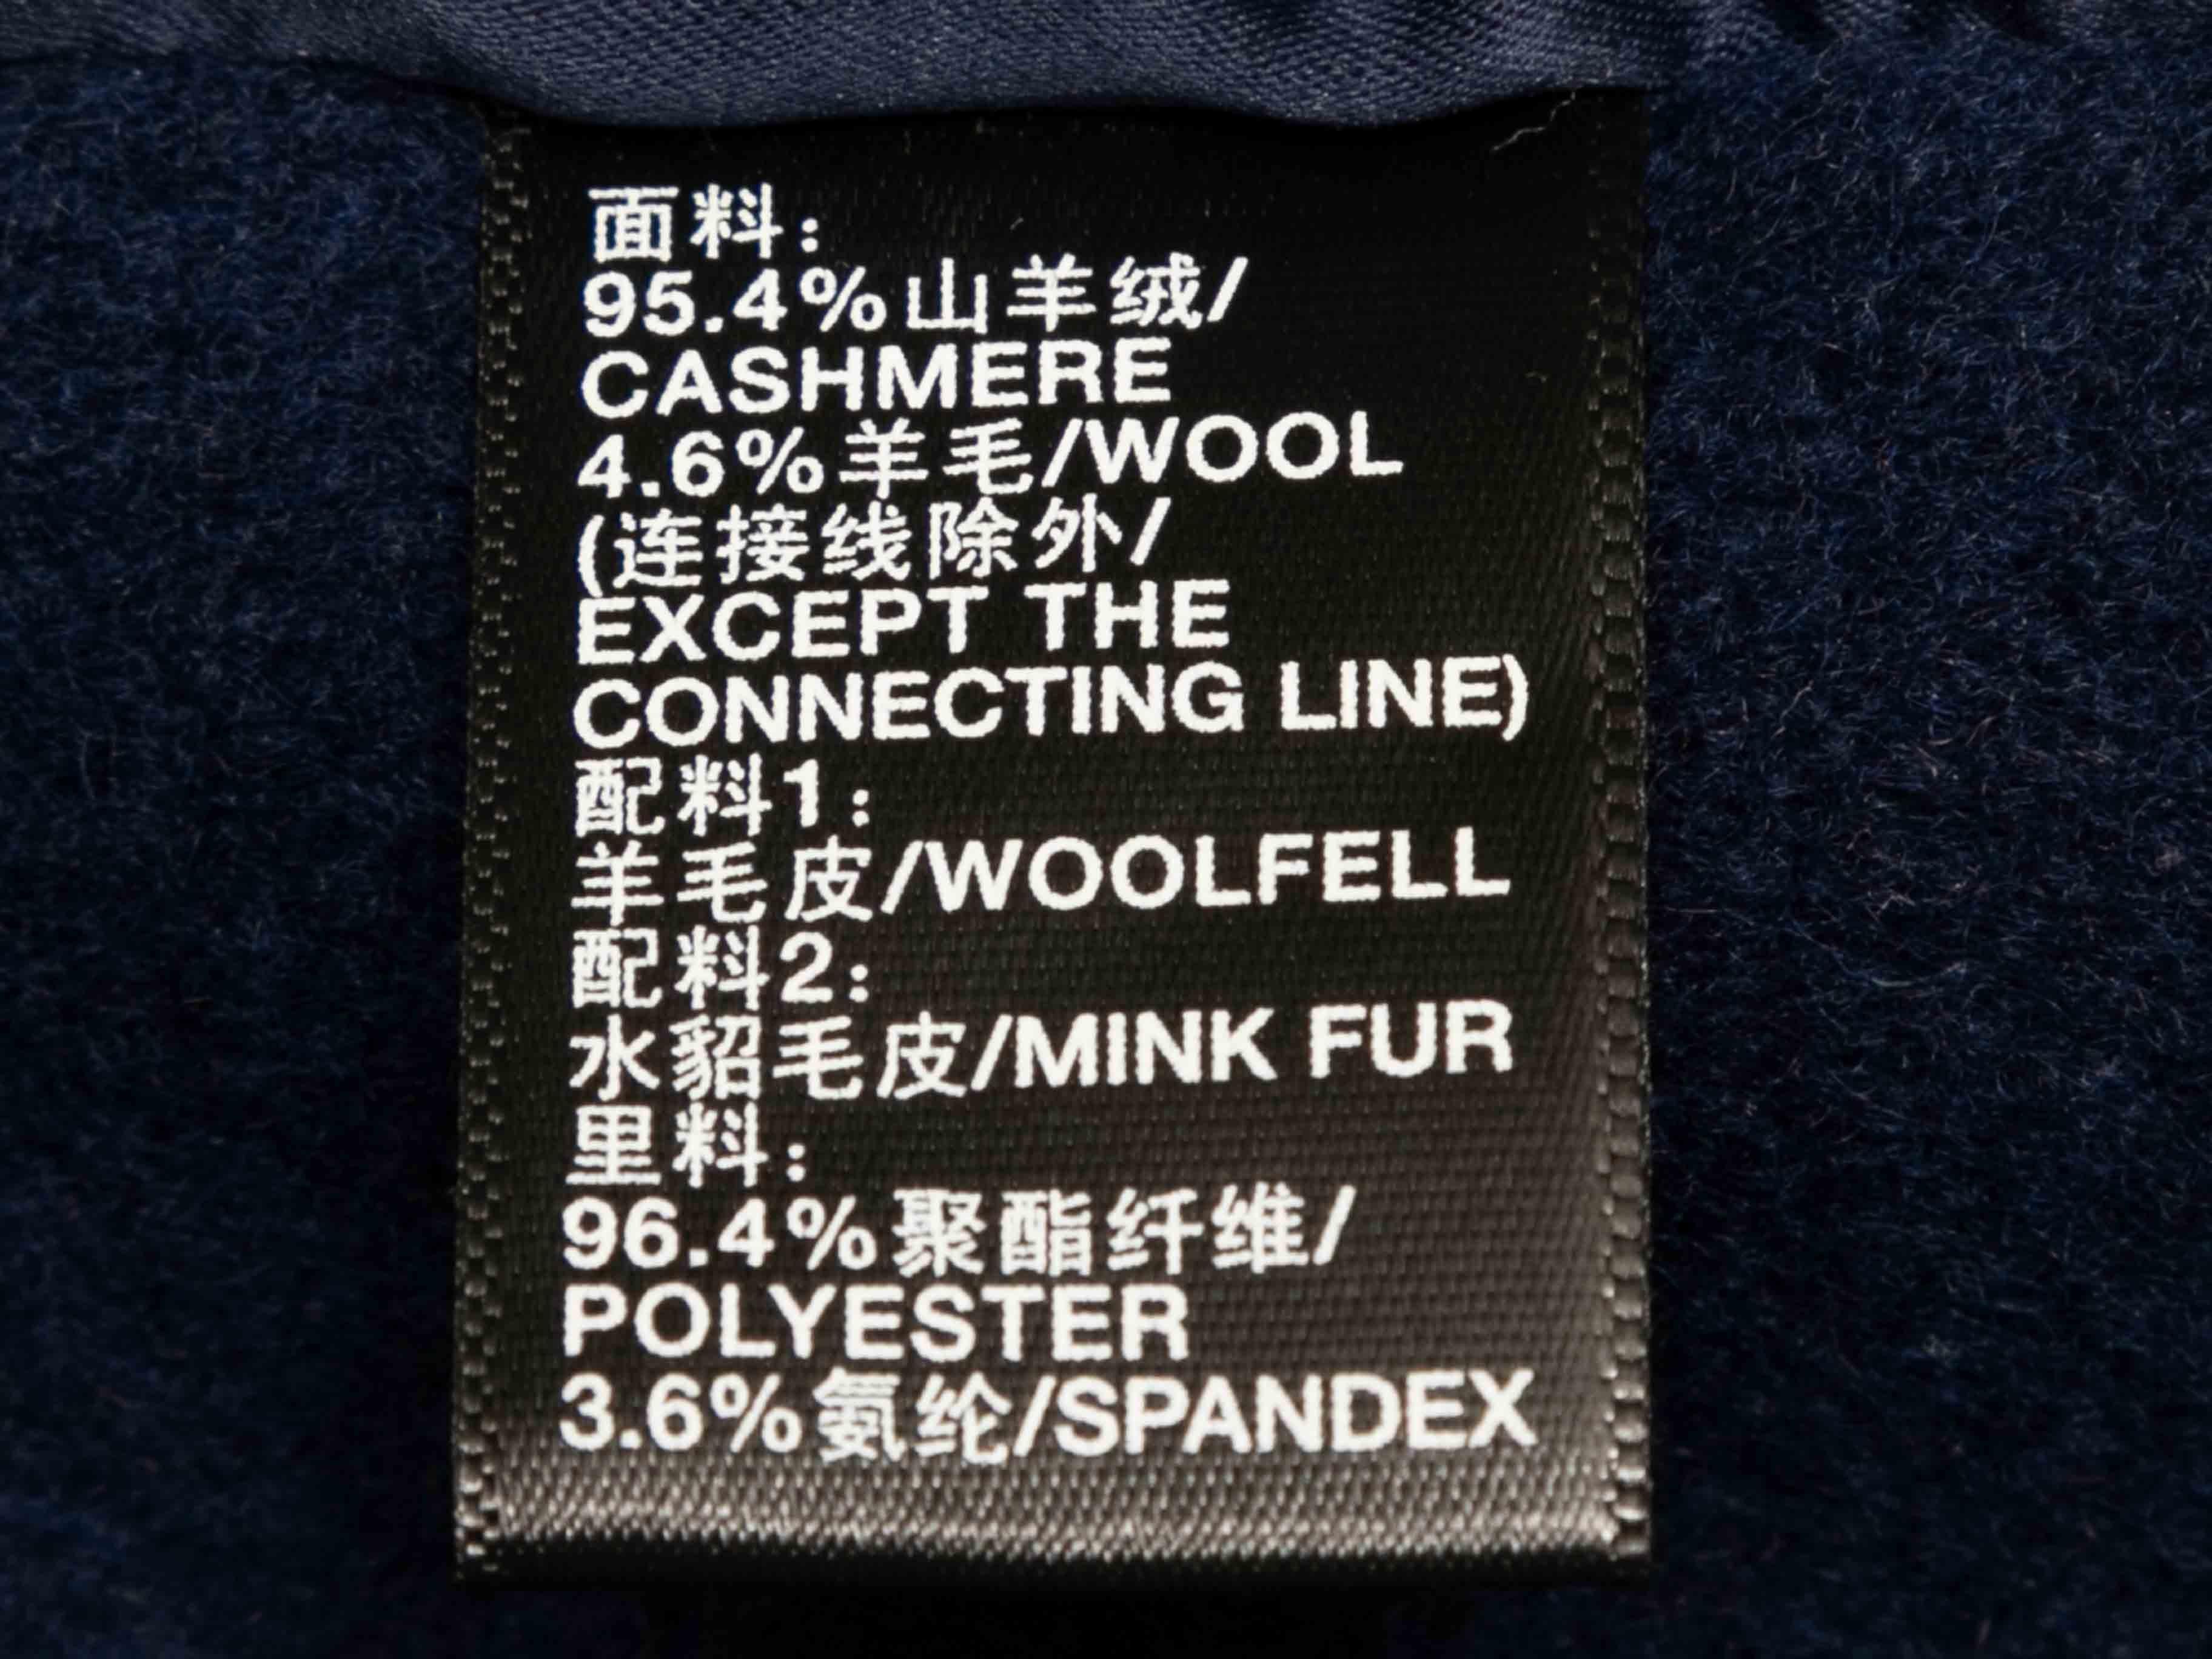 面料:
95.4%山羊绒/
CASHMERE
4.6%羊毛/WOOL
(连接线除外/
EXCEPT THE
CONNECTING LINE)
配料1:
羊毛皮/WOOLFELL
配料2:
水貂毛皮/MINK FUR
里料:
96.4%聚酯纤维/
POLYESTER
3.6%氨纶/SPANDEX